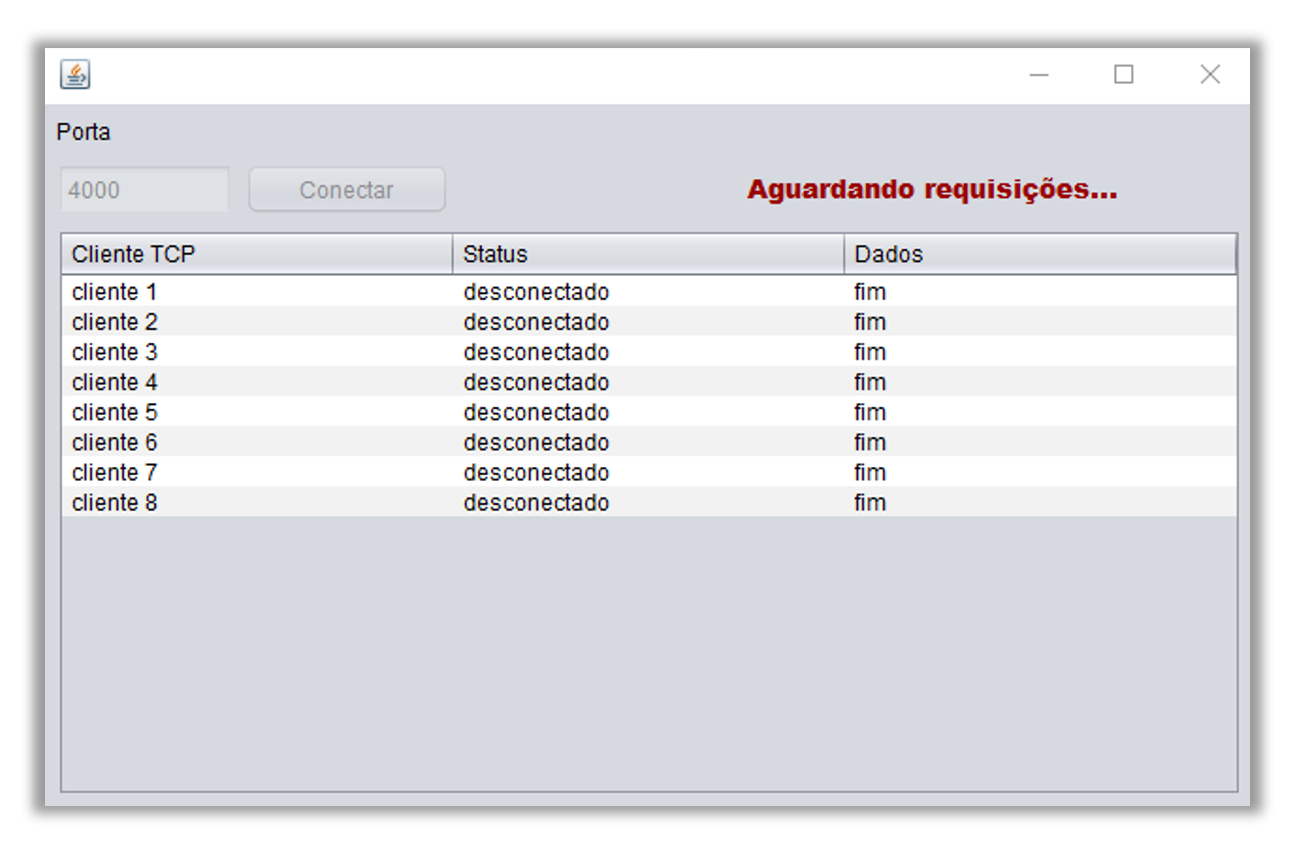 Porta
4000 Conectar Aguardando requisições...
Cliente TCP Status Dados
cliente 1 desconectado fim
cliente 2 desconectado fim
cliente 3 desconectado fim
cliente 4 desconectado fim
cliente 5 desconectado fim
cliente 6 desconectado fim
cliente 7 desconectado fim
cliente 8 desconectado fim